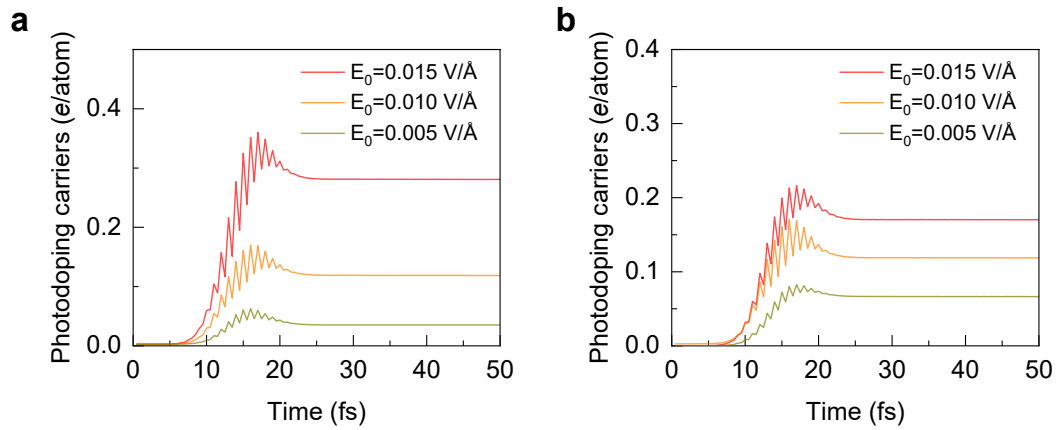 a
Photodoping carriers (e/atom)
0.4
0.2
0.0
E₀=0.015 V/Å
E₀=0.010 V/Å
E₀=0.005 V/Å
0 10 20 30 40 50
Time (fs)
b
Photodoping carriers (e/atom)
0.4
0.3
0.2
0.1
0.0
E₀=0.015 V/Å
E₀=0.010 V/Å
E₀=0.005 V/Å
0 10 20 30 40 50
Time (fs)